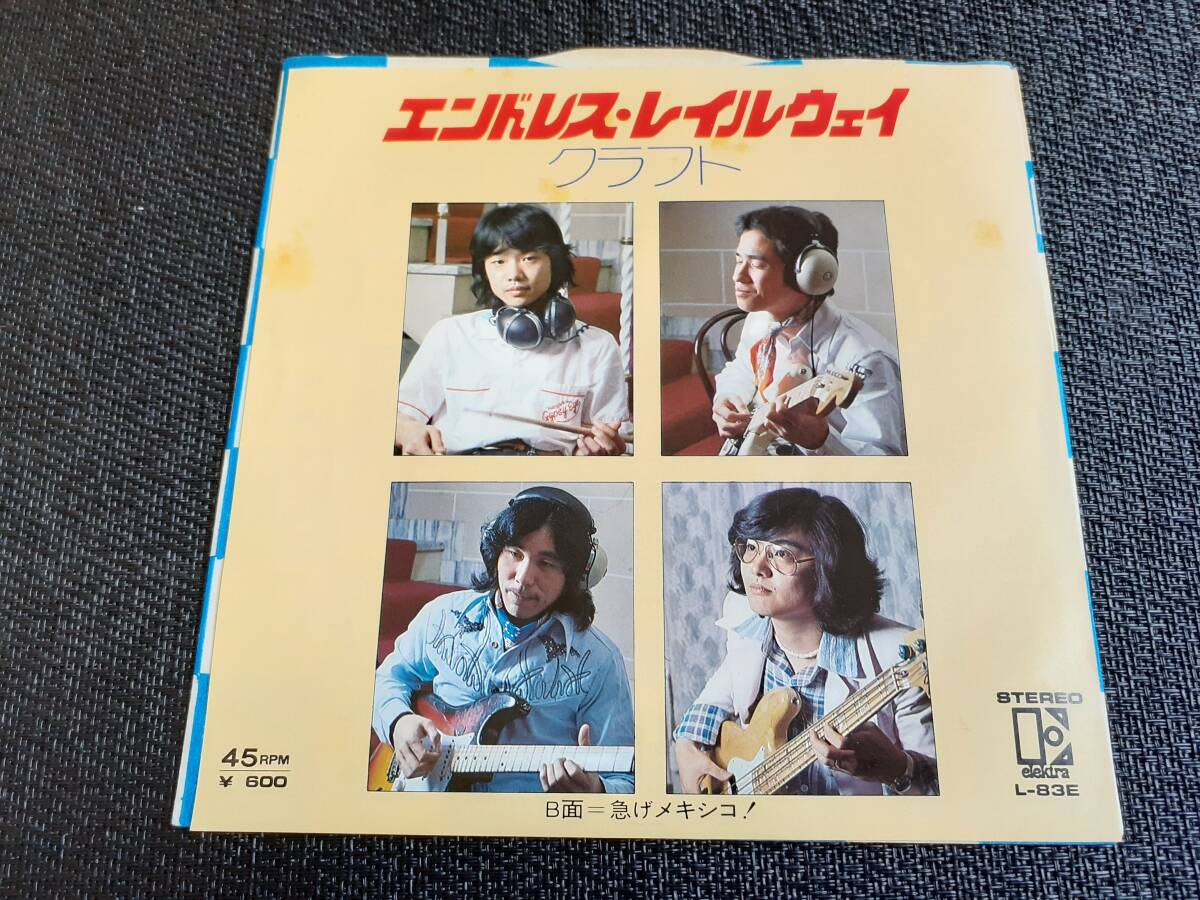 エンドレス・レイルウェイ
クラフト
45RPM
¥ 600
B面=急げメキシコ!
STEREO
elektra
L-83E